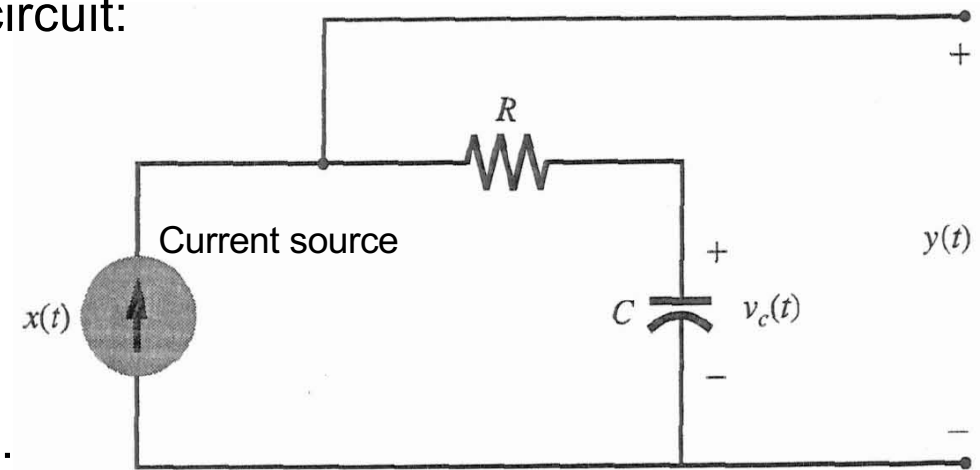 circuit:
+
R
Current source
+
y(t)
x(t)
C
v_c(t)
−
−
.